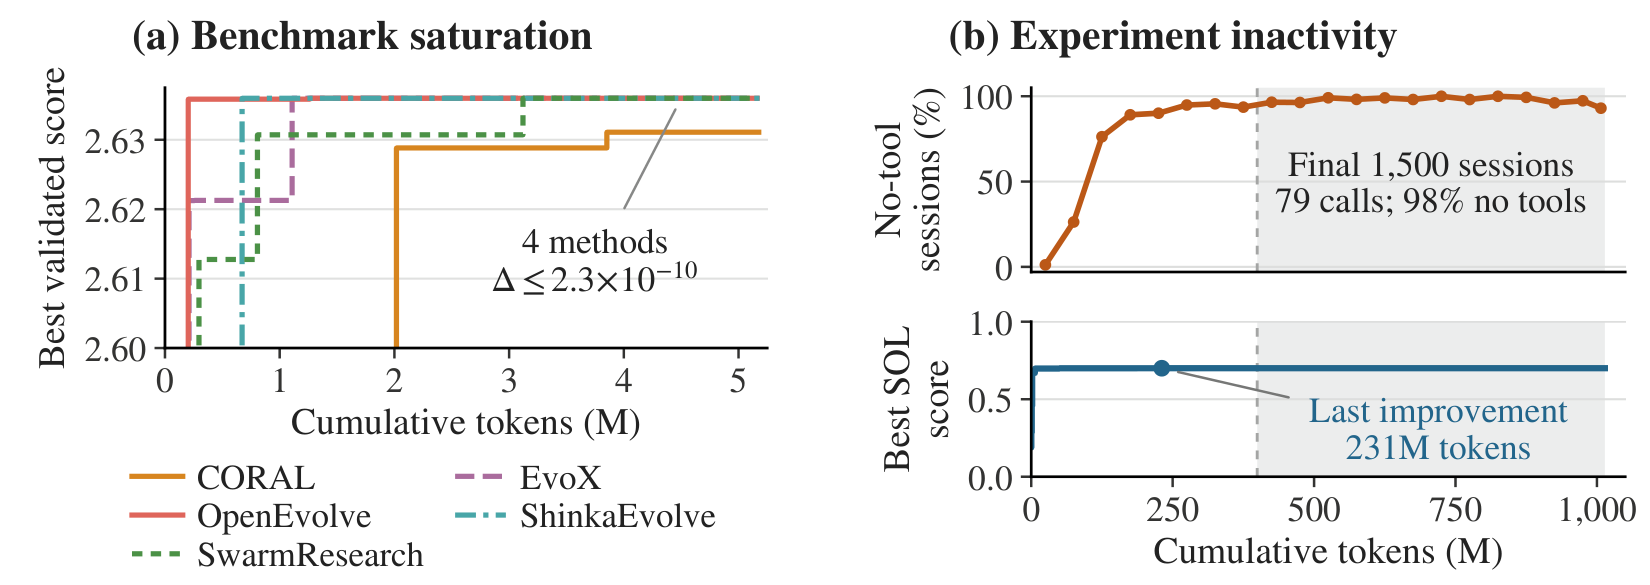 (a) Benchmark saturation
Best validated score
2.63
2.62
2.61
2.60
4 methods
Δ ≤ 2.3×10⁻¹⁰
0 1 2 3 4 5
Cumulative tokens (M)
CORAL
OpenEvolve
SwarmResearch
EvoX
ShinkaEvolve
(b) Experiment inactivity
No-tool
sessions (%)
100
50
0
Final 1,500 sessions
79 calls; 98% no tools
Best SOL
score
1.0
0.5
0.0
Last improvement
231M tokens
0 250 500 750 1,000
Cumulative tokens (M)